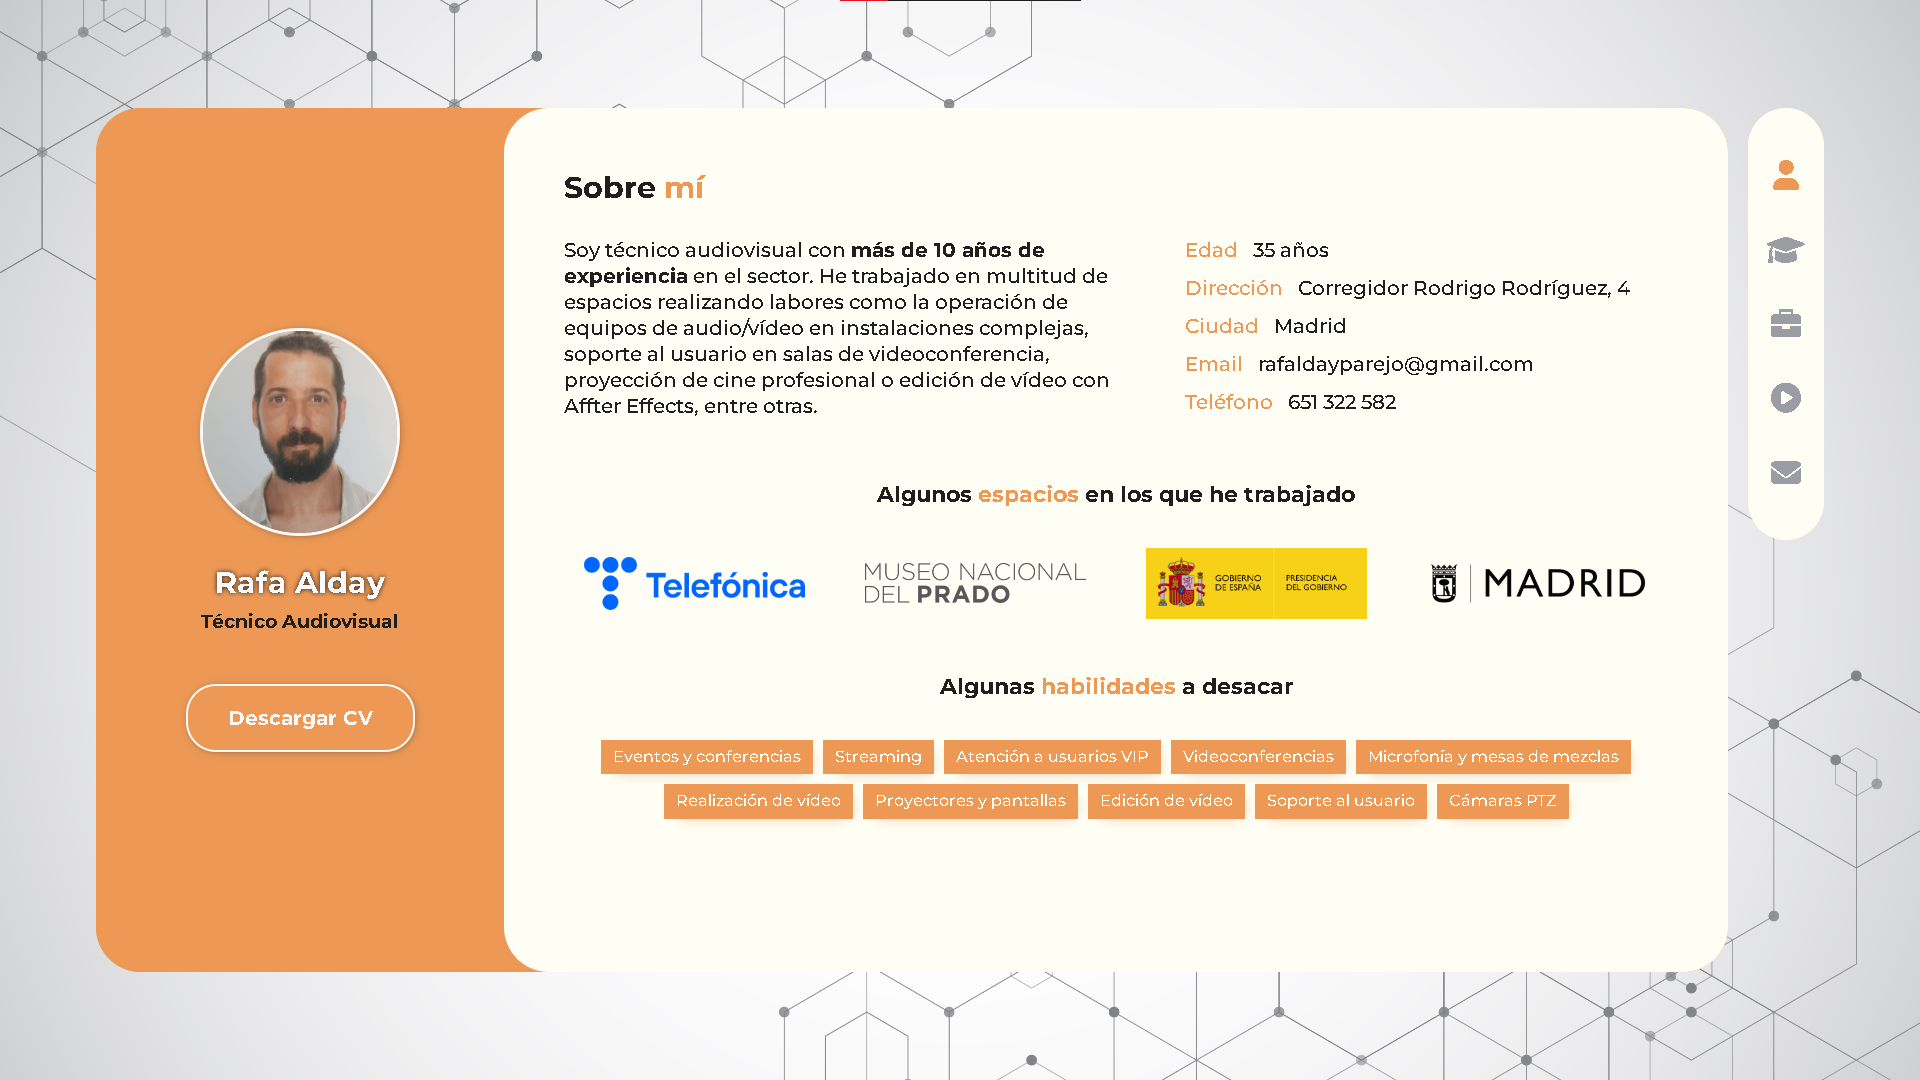 Sobre mí
Soy técnico audiovisual con más de 10 años de
experiencia en el sector. He trabajado en multitud de
espacios realizando labores como la operación de
equipos de audio/vídeo en instalaciones complejas,
soporte al usuario en salas de videoconferencia,
proyección de cine profesional o edición de vídeo con
Affter Effects, entre otras.
Edad 35 años
Dirección Corregidor Rodrigo Rodríguez, 4
Ciudad Madrid
Email rafaldayparejo@gmail.com
Teléfono 651 322 582
Rafa Alday
Técnico Audiovisual
Descargar CV
Algunos espacios en los que he trabajado
Telefónica
MUSEO NACIONAL
DEL PRADO
GOBIERNO
DE ESPAÑA
PRESIDENCIA
DEL GOBIERNO
MADRID
Algunas habilidades a desacar
Eventos y conferencias Streaming Atención a usuarios VIP Videoconferencias Microfonía y mesas de mezclas
Realización de vídeo Proyectores y pantallas Edición de vídeo Soporte al usuario Cámaras PTZ